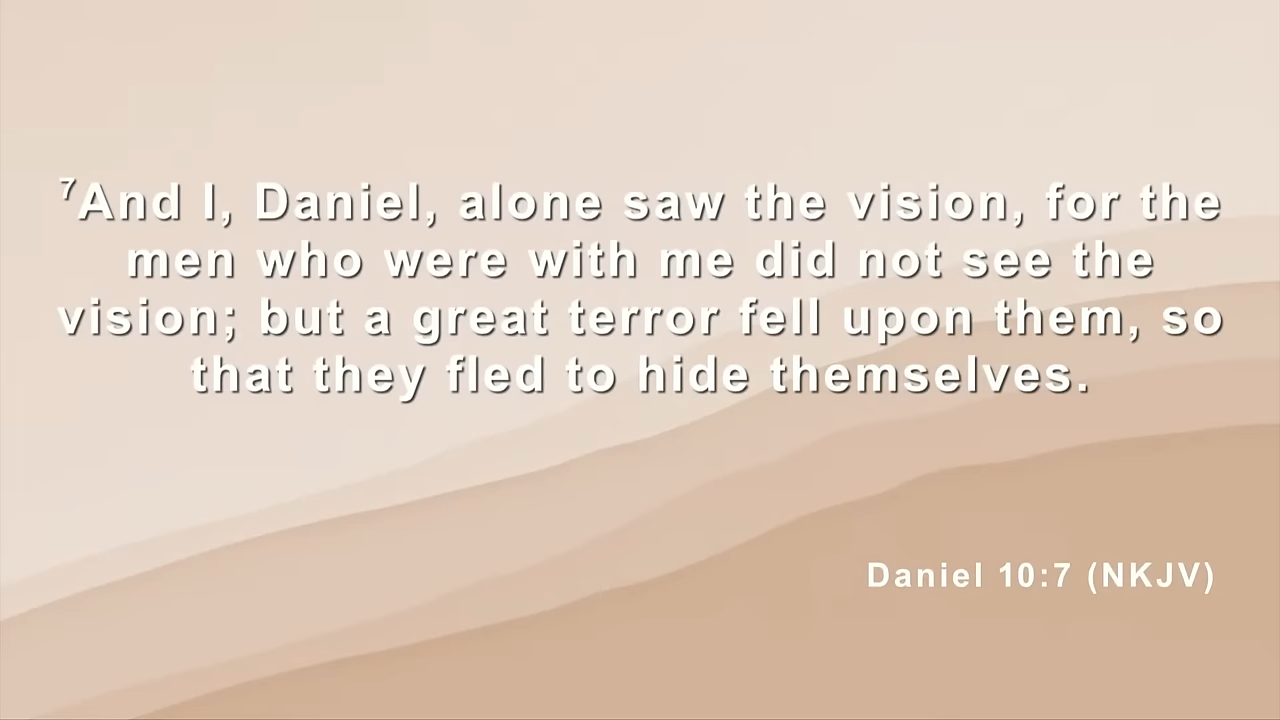 ⁷And I, Daniel, alone saw the vision, for the
men who were with me did not see the
vision; but a great terror fell upon them, so
that they fled to hide themselves.
Daniel 10:7 (NKJV)